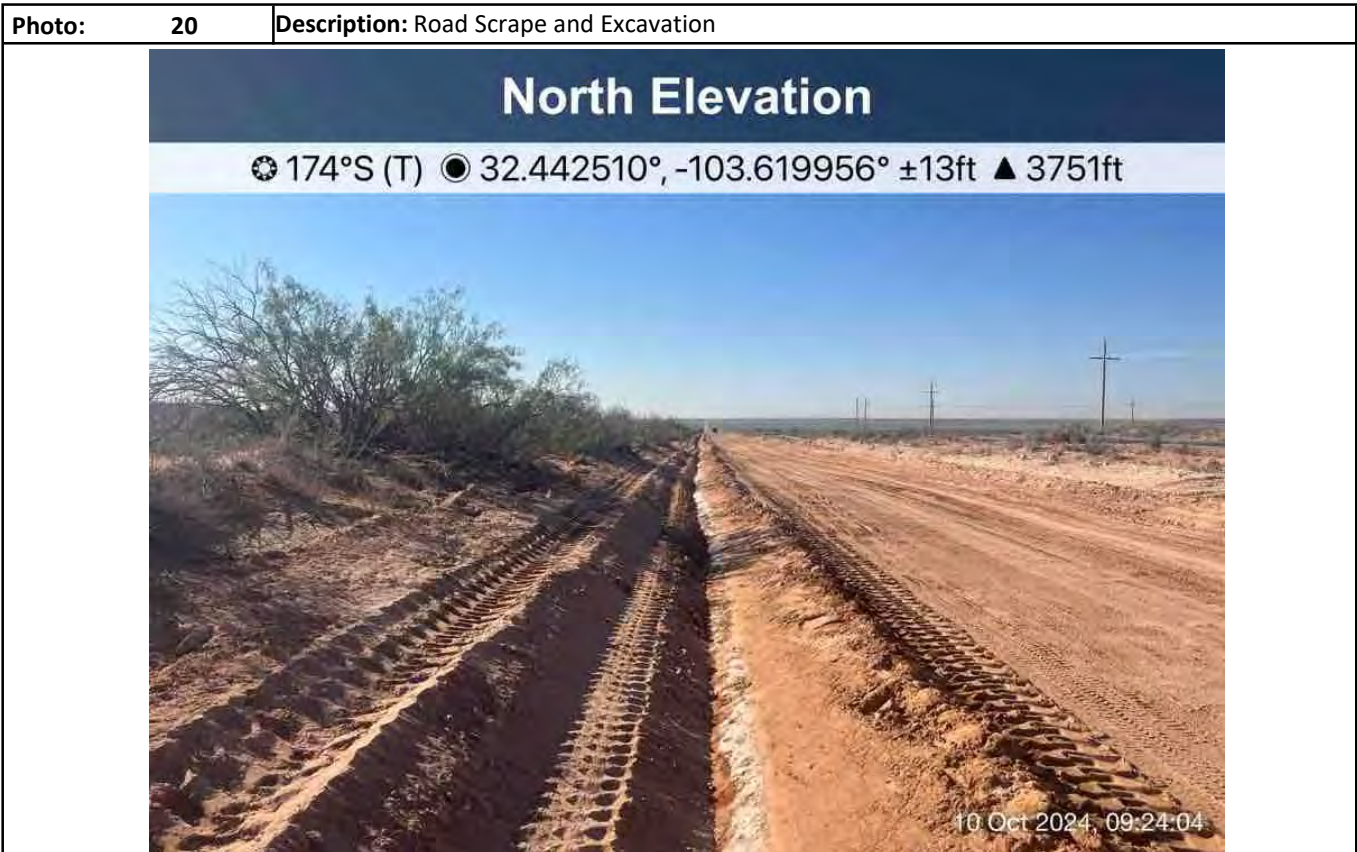 Photo: 20 Description: Road Scrape and Excavation
North Elevation
174°S (T) 32.442510°, -103.619956° ±13ft ▲ 3751ft
10 Oct 2024, 09:24:04